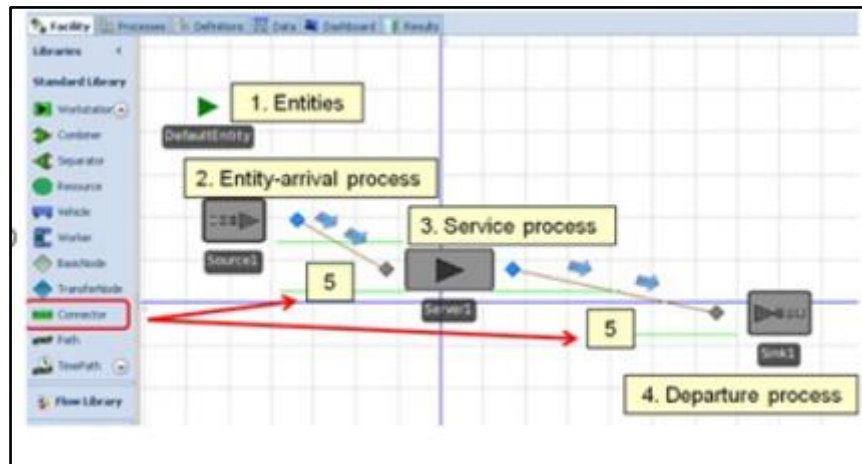 Facility Processes Definitions Data Dashboard Results
Libraries
Standard Library
Workstation
Combiner
Separator
Resource
Vehicle
Worker
BasicNode
TransferNode
Connector
Path
TimePath
Flow Library
1. Entities
DefaultEntity
2. Entity-arrival process
Source1
3. Service process
5
Server1
5
Sink1
4. Departure process